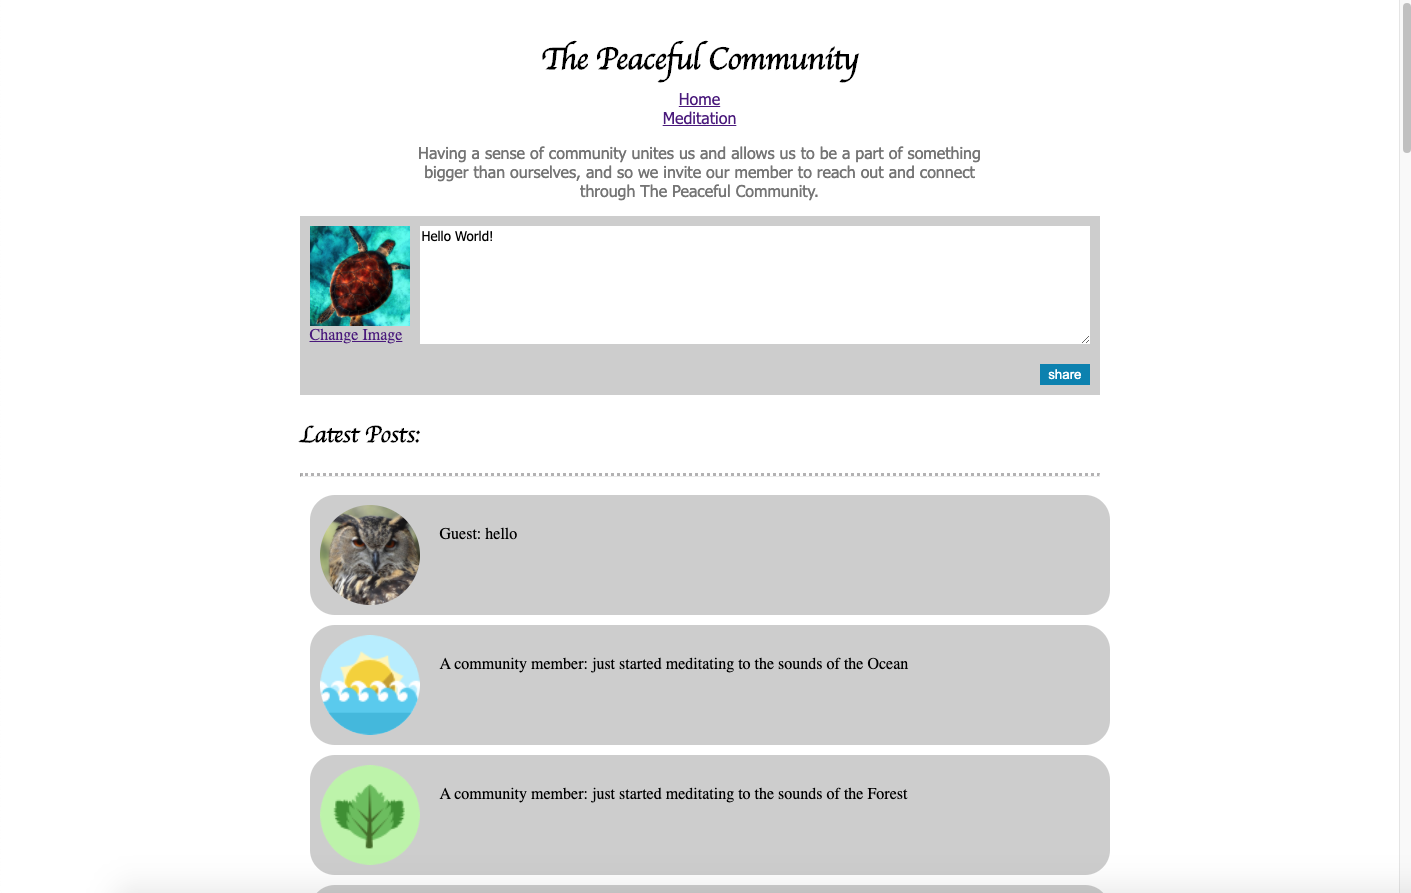 The Peaceful Community
Home
Meditation
Having a sense of community unites us and allows us to be a part of something
bigger than ourselves, and so we invite our member to reach out and connect
through The Peaceful Community.
Hello World!
Change Image
share
Latest Posts:
Guest: hello
A community member: just started meditating to the sounds of the Ocean
A community member: just started meditating to the sounds of the Forest